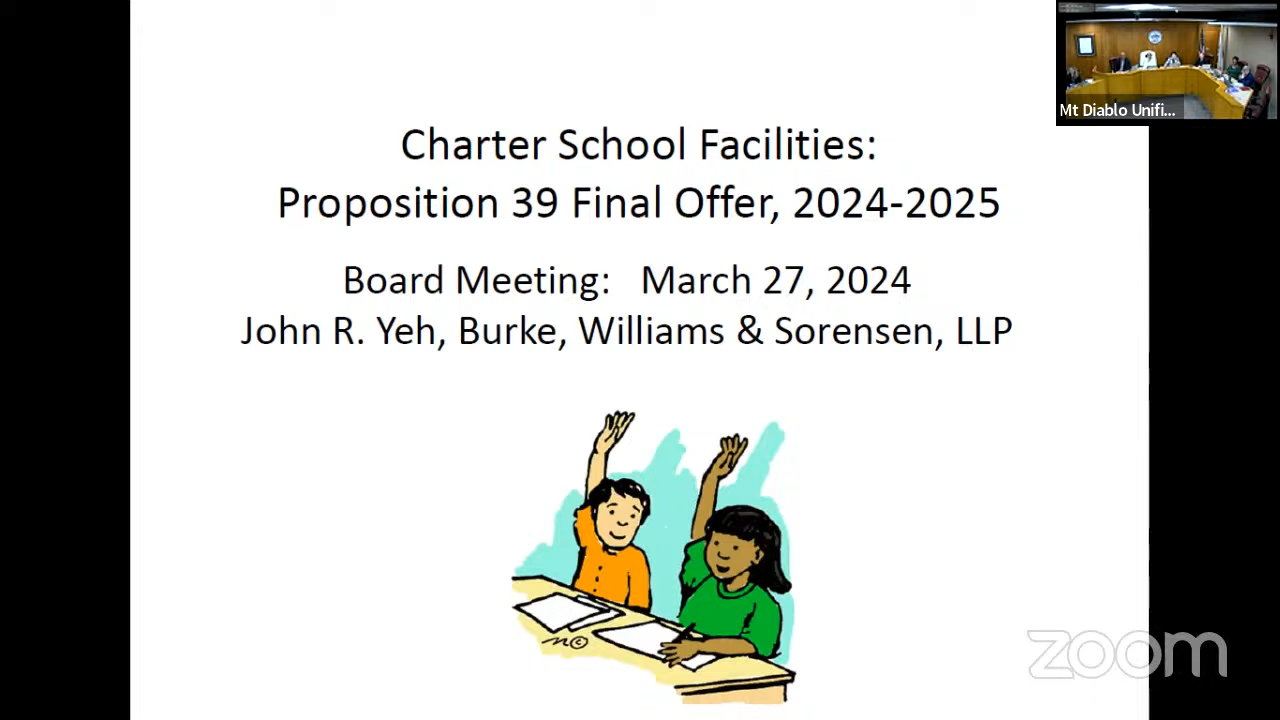 Mt Diablo Unifi...
Charter School Facilities:
Proposition 39 Final Offer, 2024-2025
Board Meeting: March 27, 2024
John R. Yeh, Burke, Williams & Sorensen, LLP
zoom